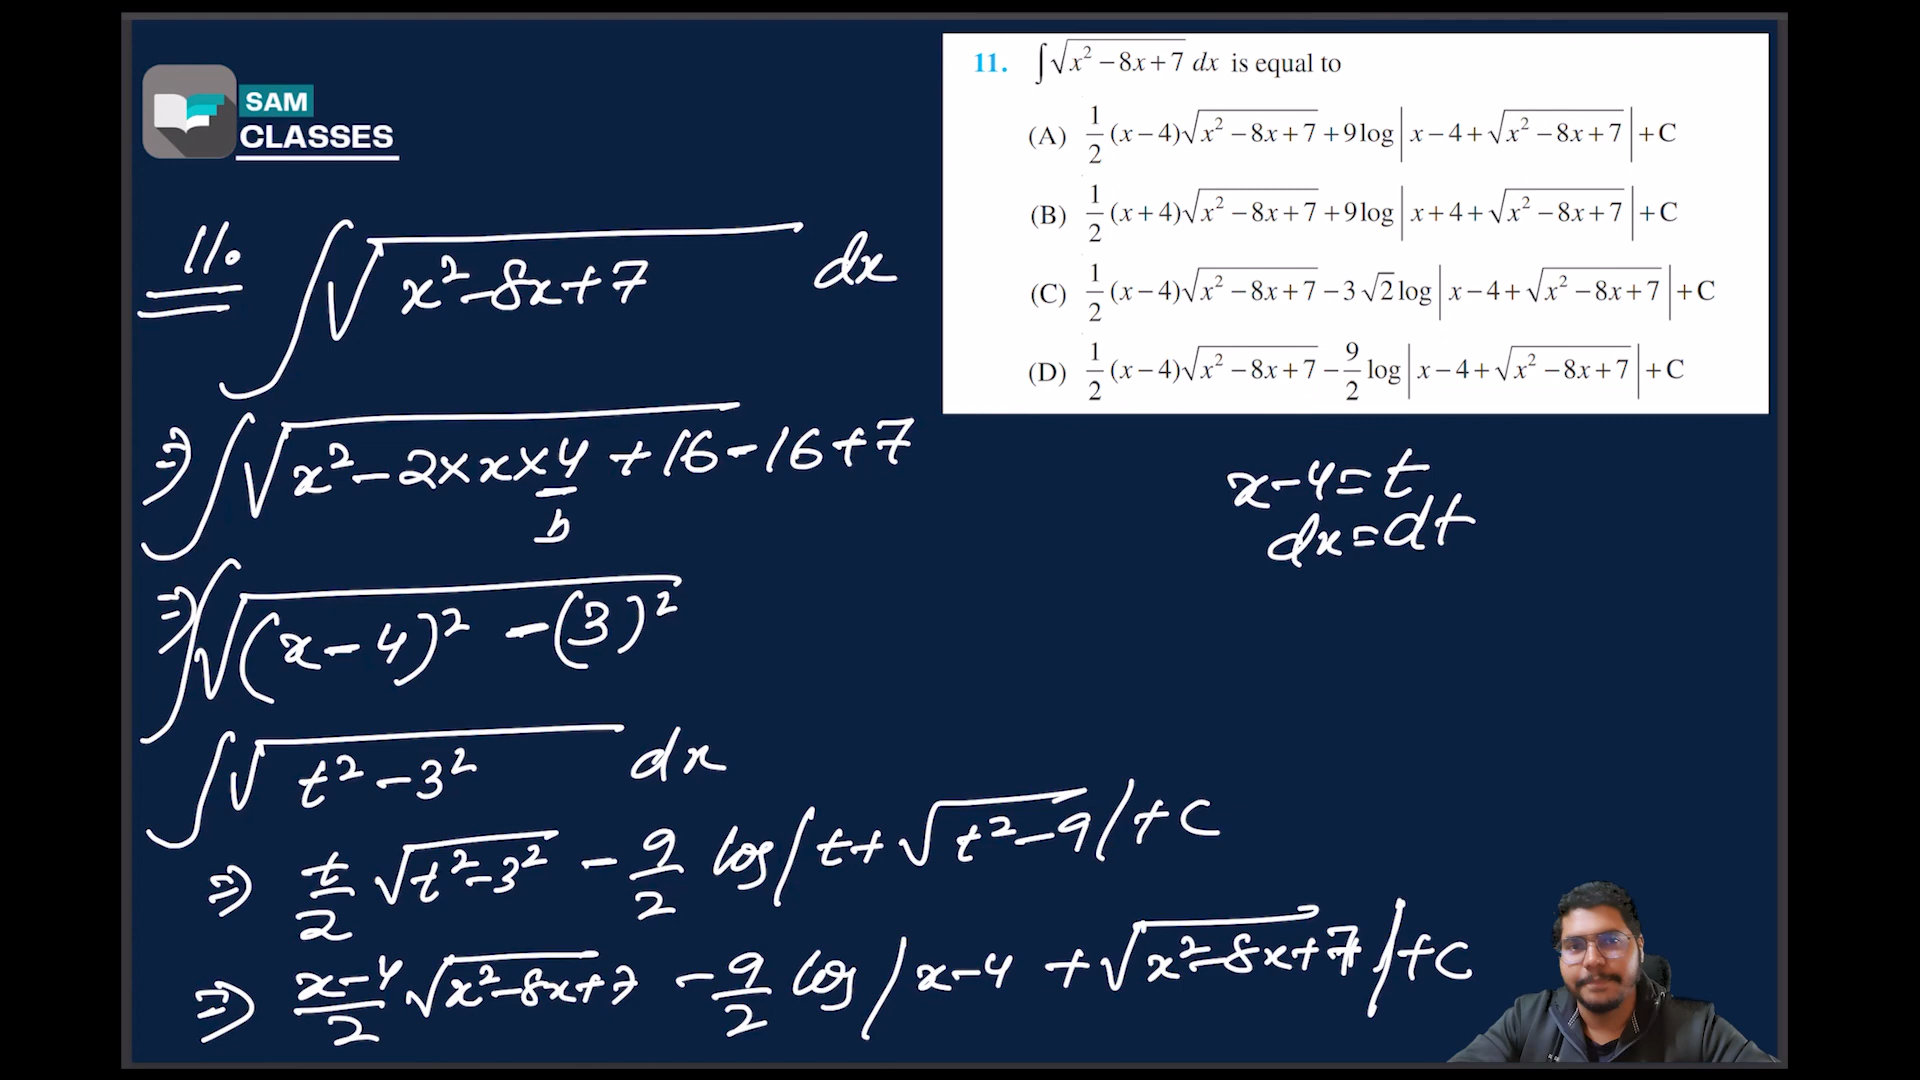 SAM
CLASSES
11. ∫√(x² − 8x + 7) dx is equal to
(A) 1/2 (x − 4)√(x² − 8x + 7) + 9 log |x − 4 + √(x² − 8x + 7)| + C
(B) 1/2 (x + 4)√(x² − 8x + 7) + 9 log |x + 4 + √(x² − 8x + 7)| + C
(C) 1/2 (x − 4)√(x² − 8x + 7) − 3√2 log |x − 4 + √(x² − 8x + 7)| + C
(D) 1/2 (x − 4)√(x² − 8x + 7) − 9/2 log |x − 4 + √(x² − 8x + 7)| + C
11. ∫√(x² − 8x + 7) dx
⇒ ∫√(x² − 2 × x × 4 + 16 − 16 + 7)
b
⇒ ∫√((x − 4)² − (3)²)
x − 4 = t
dx = dt
∫√(t² − 3²) dx
⇒ t/2 √(t² − 3²) − 9/2 log |t + √(t² − 9)| + C
⇒ (x − 4)/2 √(x² − 8x + 7) − 9/2 log |x − 4 + √(x² − 8x + 7)| + C